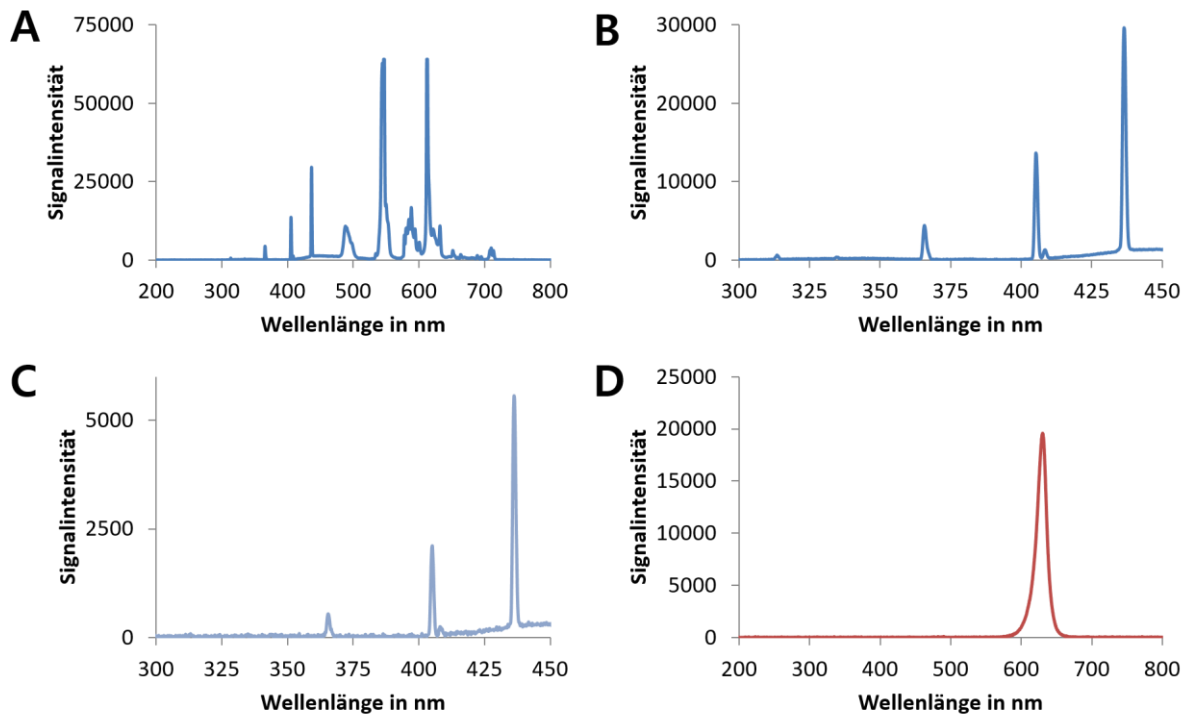 A
Signalintensität
75000
50000
25000
0
200 300 400 500 600 700 800
Wellenlänge in nm
B
Signalintensität
30000
20000
10000
0
300 325 350 375 400 425 450
Wellenlänge in nm
C
Signalintensität
5000
2500
0
300 325 350 375 400 425 450
Wellenlänge in nm
D
Signalintensität
25000
20000
15000
10000
5000
0
200 300 400 500 600 700 800
Wellenlänge in nm